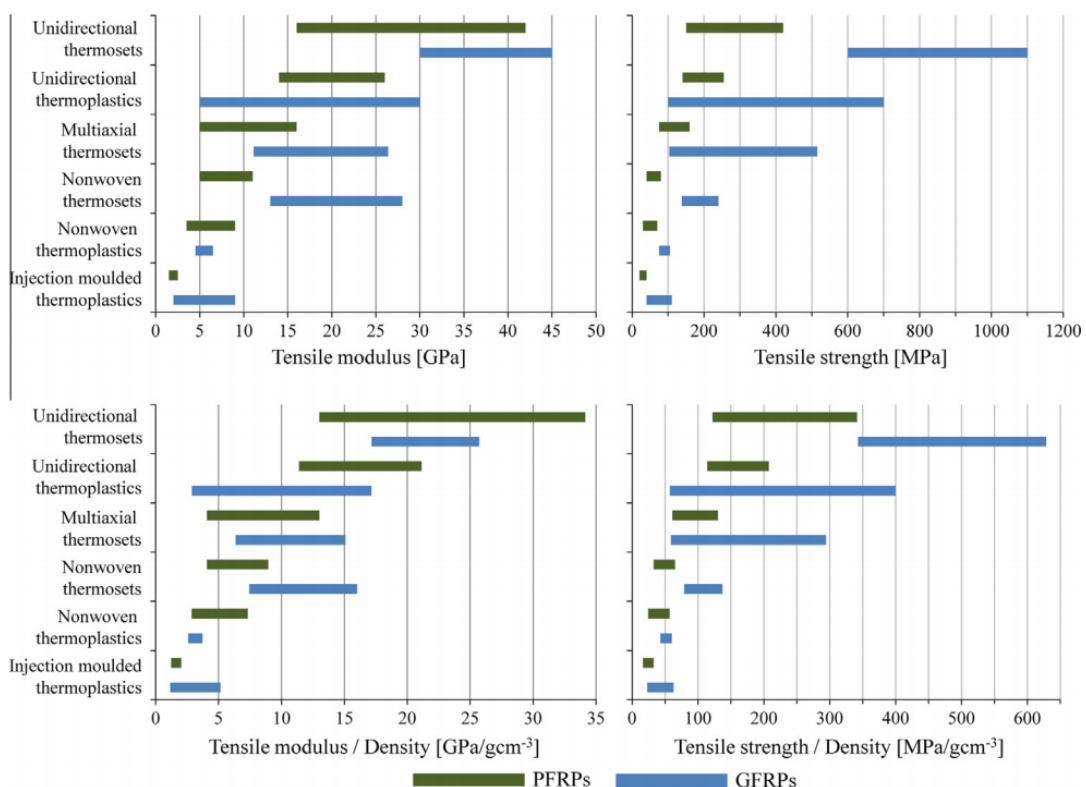 Unidirectional
thermosets
Unidirectional
thermoplastics
Multiaxial
thermosets
Nonwoven
thermosets
Nonwoven
thermoplastics
Injection moulded
thermoplastics
0 5 10 15 20 25 30 35 40 45 50
Tensile modulus [GPa]
0 200 400 600 800 1000 1200
Tensile strength [MPa]
Unidirectional
thermosets
Unidirectional
thermoplastics
Multiaxial
thermosets
Nonwoven
thermosets
Nonwoven
thermoplastics
Injection moulded
thermoplastics
0 5 10 15 20 25 30 35
Tensile modulus / Density [GPa/gcm⁻³]
0 100 200 300 400 500 600
Tensile strength / Density [MPa/gcm⁻³]
PFRPs GFRPs